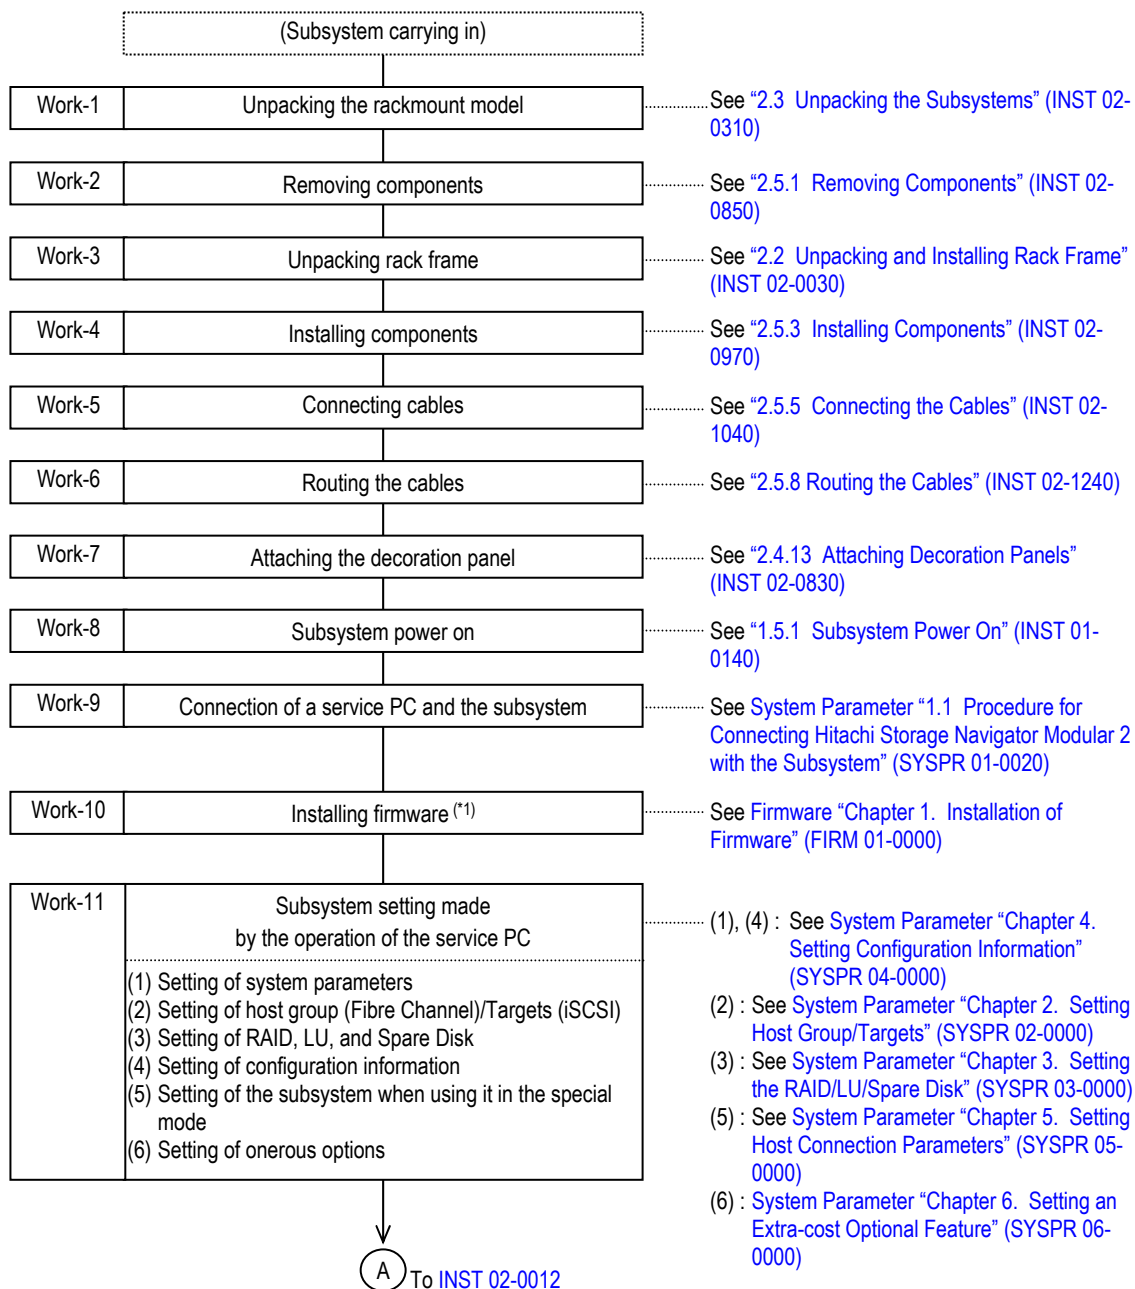 (Subsystem carrying in)
Work-1
Unpacking the rackmount model
See “2.3  Unpacking the Subsystems” (INST 02-
0310)
Work-2
Removing components
See “2.5.1  Removing Components” (INST 02-
0850)
Work-3
Unpacking rack frame
See “2.2  Unpacking and Installing Rack Frame”
(INST 02-0030)
Work-4
Installing components
See “2.5.3  Installing Components” (INST 02-
0970)
Work-5
Connecting cables
See “2.5.5  Connecting the Cables” (INST 02-
1040)
Work-6
Routing the cables
See “2.5.8 Routing the Cables” (INST 02-1240)
Work-7
Attaching the decoration panel
See “2.4.13  Attaching Decoration Panels”
(INST 02-0830)
Work-8
Subsystem power on
See “1.5.1  Subsystem Power On” (INST 01-
0140)
Work-9
Connection of a service PC and the subsystem
See System Parameter “1.1  Procedure for
Connecting Hitachi Storage Navigator Modular 2
with the Subsystem” (SYSPR 01-0020)
Work-10
Installing firmware (*1)
See Firmware “Chapter 1.  Installation of
Firmware” (FIRM 01-0000)
Work-11
Subsystem setting made
by the operation of the service PC
(1) Setting of system parameters
(2) Setting of host group (Fibre Channel)/Targets (iSCSI)
(3) Setting of RAID, LU, and Spare Disk
(4) Setting of configuration information
(5) Setting of the subsystem when using it in the special
mode
(6) Setting of onerous options
(1), (4) : See System Parameter “Chapter 4.
Setting Configuration Information”
(SYSPR 04-0000)
(2) : See System Parameter “Chapter 2.  Setting
Host Group/Targets” (SYSPR 02-0000)
(3) : See System Parameter “Chapter 3.  Setting
the RAID/LU/Spare Disk” (SYSPR 03-0000)
(5) : See System Parameter “Chapter 5.  Setting
Host Connection Parameters” (SYSPR 05-
0000)
(6) : System Parameter “Chapter 6.  Setting an
Extra-cost Optional Feature” (SYSPR 06-
0000)
A
To INST 02-0012